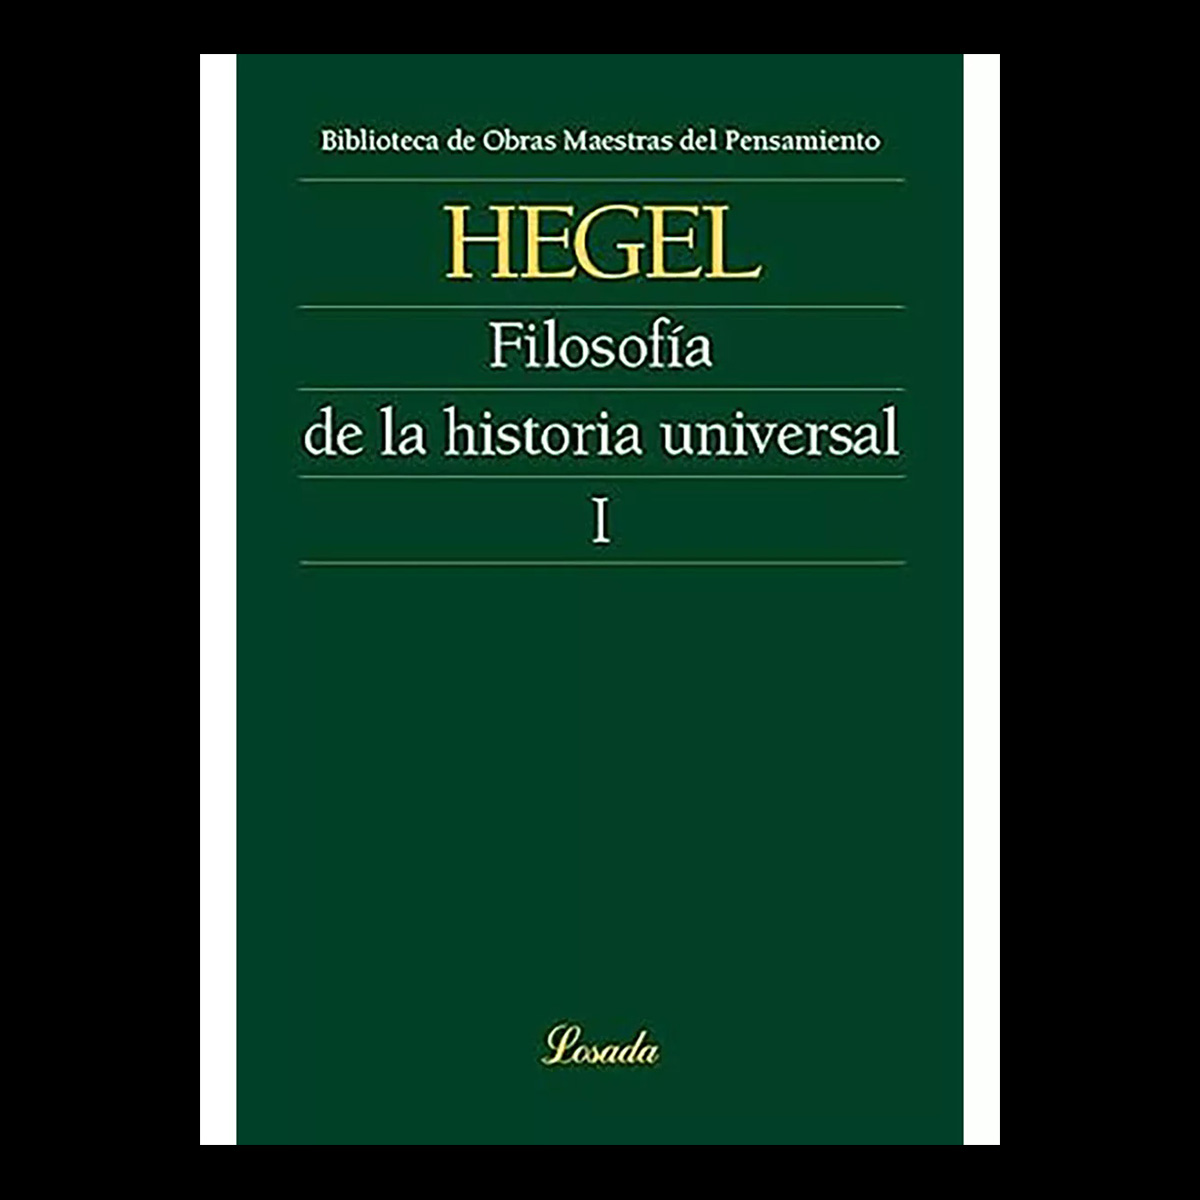 Biblioteca de Obras Maestras del Pensamiento
HEGEL
Filosofía
de la historia universal
I
Losada